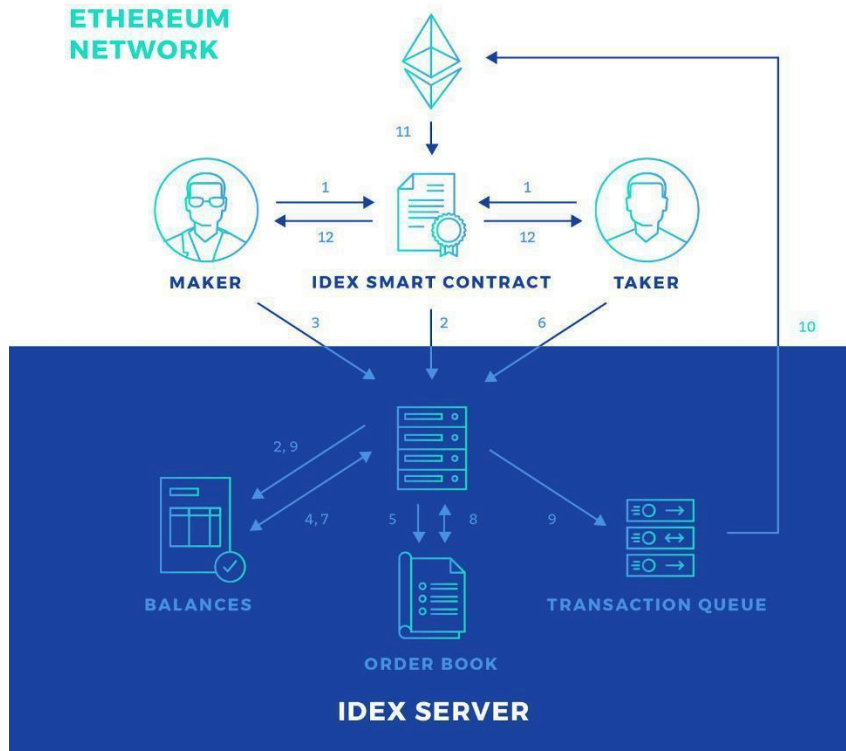 ETHEREUM
NETWORK
11
1
1
12
12
MAKER
IDEX SMART CONTRACT
TAKER
3
2
6
10
2, 9
4, 7
5
8
9
BALANCES
TRANSACTION QUEUE
ORDER BOOK
IDEX SERVER